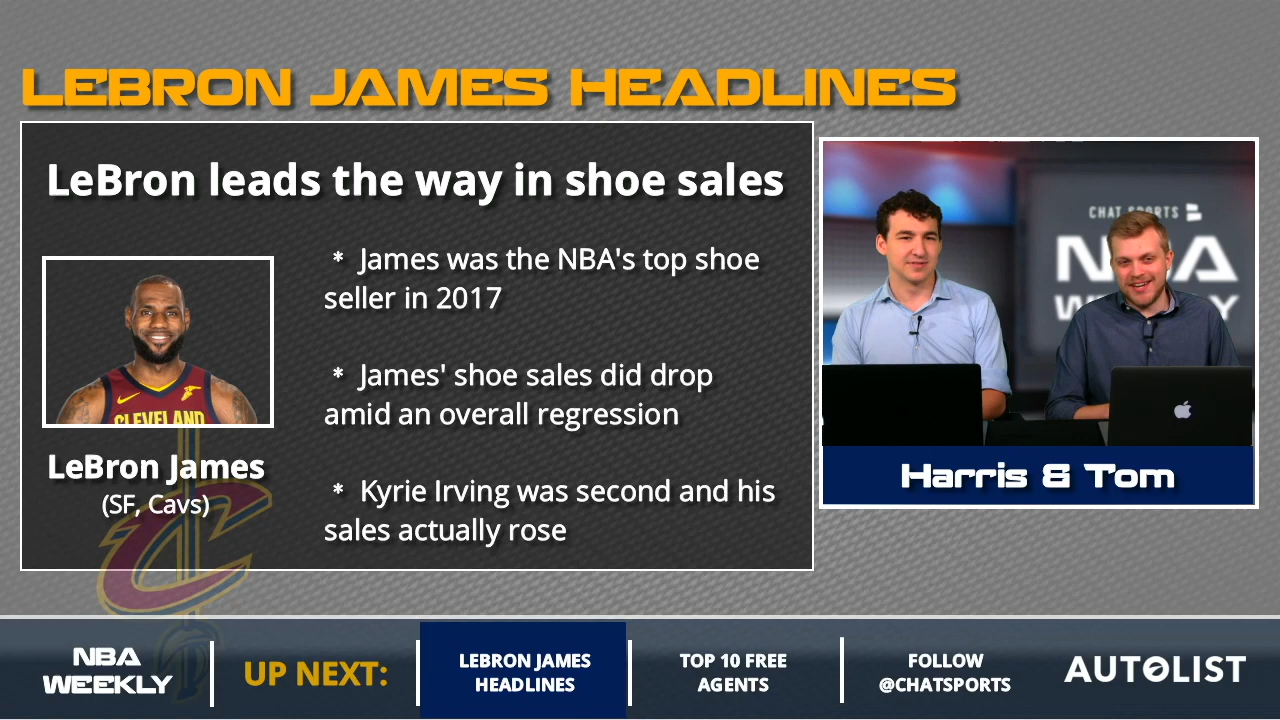 LEBRON JAMES HEADLINES
LeBron leads the way in shoe sales
* James was the NBA's top shoe
seller in 2017
* James' shoe sales did drop
amid an overall regression
* Kyrie Irving was second and his
sales actually rose
CLEVELAND
LeBron James
(SF, Cavs)
CHAT SPORTS
NBA
WEEKLY
Harris & Tom
NBA
WEEKLY
UP NEXT:
LEBRON JAMES
HEADLINES
TOP 10 FREE
AGENTS
FOLLOW
@CHATSPORTS
AUTOLIST